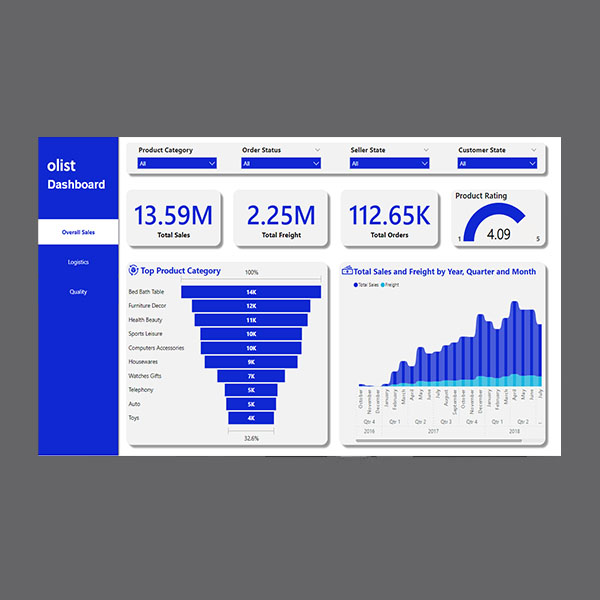 olist
Dashboard
Overall Sales
Logistics
Quality
Product Category
All
Order Status
All
Seller State
All
Customer State
All
13.59M
Total Sales
2.25M
Total Freight
112.65K
Total Orders
Product Rating
4.09
1
5
Top Product Category
100%
Bed Bath Table 14K
Furniture Decor 12K
Health Beauty 11K
Sports Leisure 10K
Computers Accessories 10K
Housewares 9K
Watches Gifts 7K
Telephony 5K
Auto 5K
Toys 4K
32.6%
Total Sales and Freight by Year, Quarter and Month
Total Sales Freight
October November December January February March April May June July August September October November December January February March April May June July
Qtr 4 Qtr 1 Qtr 2 Qtr 3 Qtr 4 Qtr 1 Qtr 2 ...
2016 2017 2018